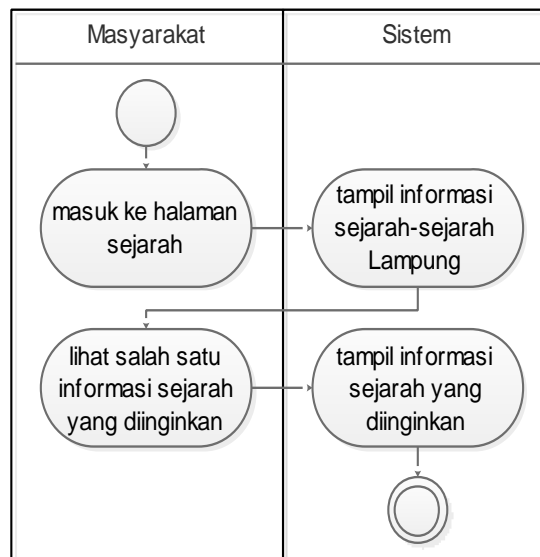 Masyarakat
Sistem
masuk ke halaman
sejarah
tampil informasi
sejarah-sejarah
Lampung
lihat salah satu
informasi sejarah
yang diinginkan
tampil informasi
sejarah yang
diinginkan